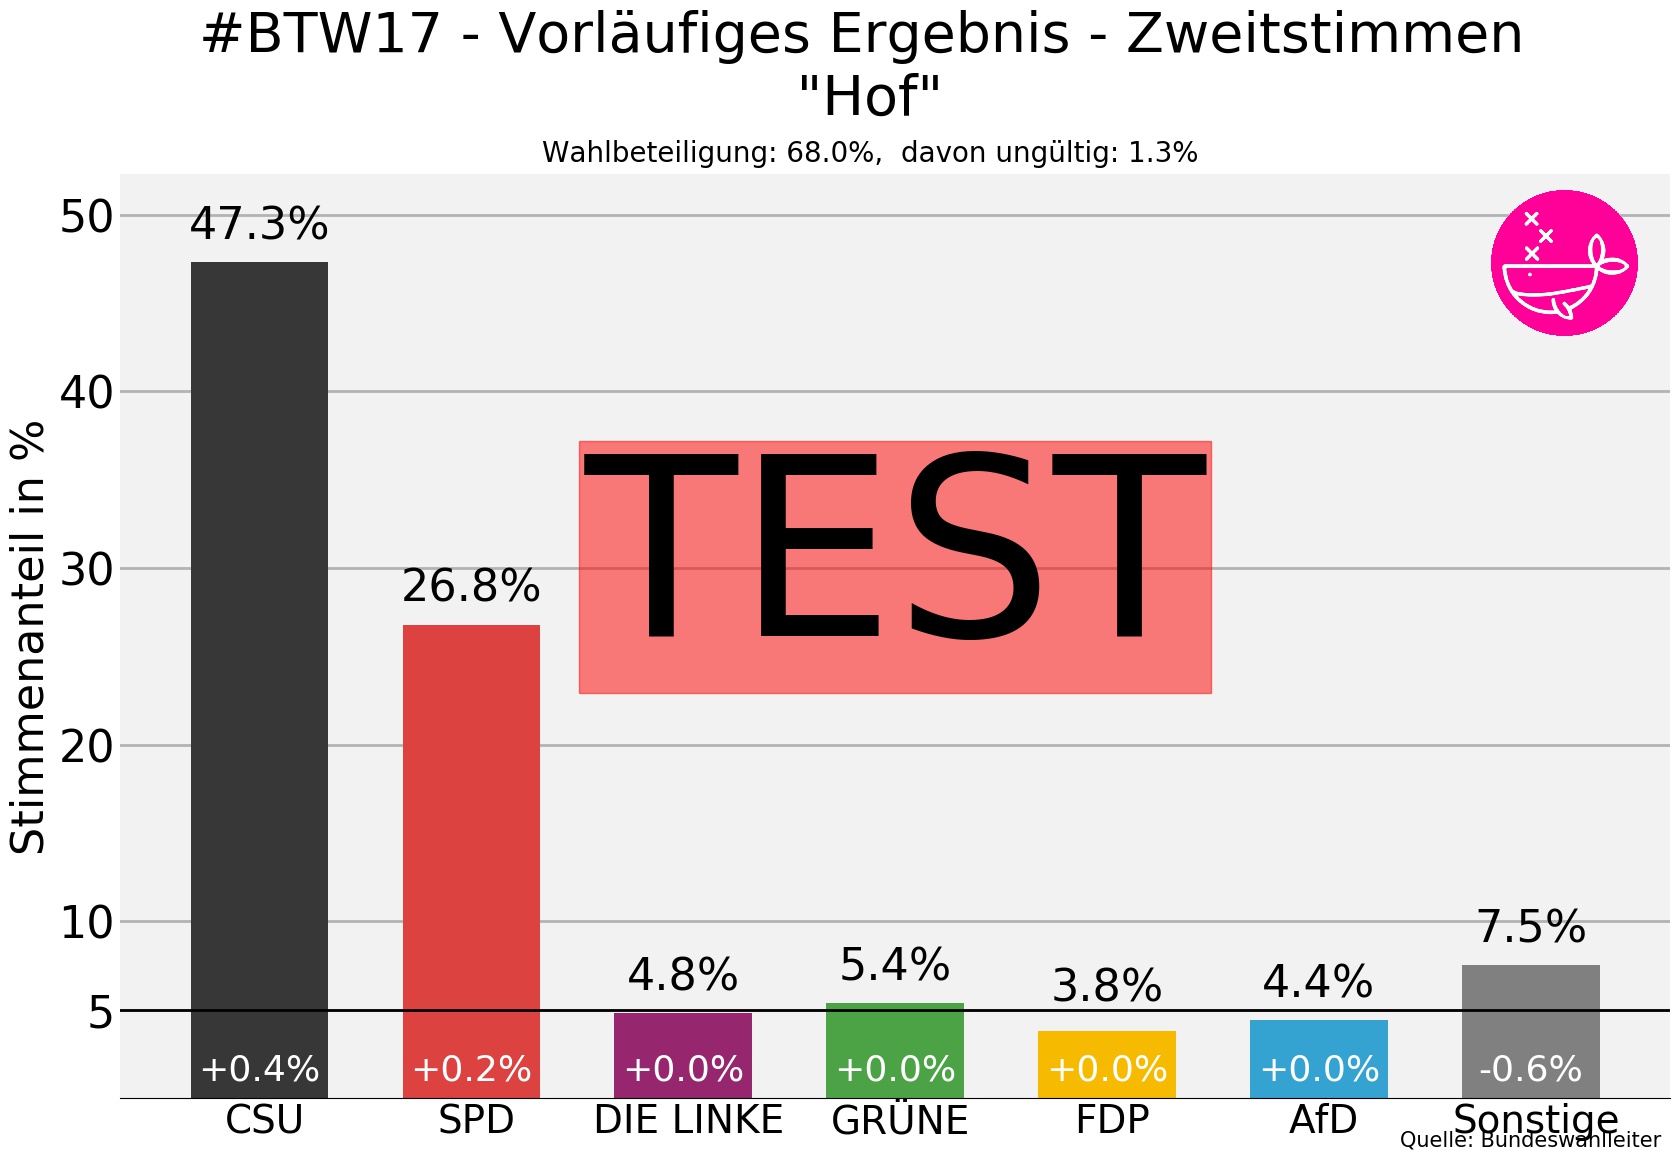 #BTW17 - Vorläufiges Ergebnis - Zweitstimmen
"Hof"
Wahlbeteiligung: 68.0%,  davon ungültig: 1.3%
Stimmenanteil in %
50
40
30
20
10
5
47.3%
26.8%
4.8%
5.4%
3.8%
4.4%
7.5%
TEST
+0.4%
+0.2%
+0.0%
+0.0%
+0.0%
+0.0%
-0.6%
CSU
SPD
DIE LINKE
GRÜNE
FDP
AfD
Sonstige
Quelle: Bundeswahlleiter